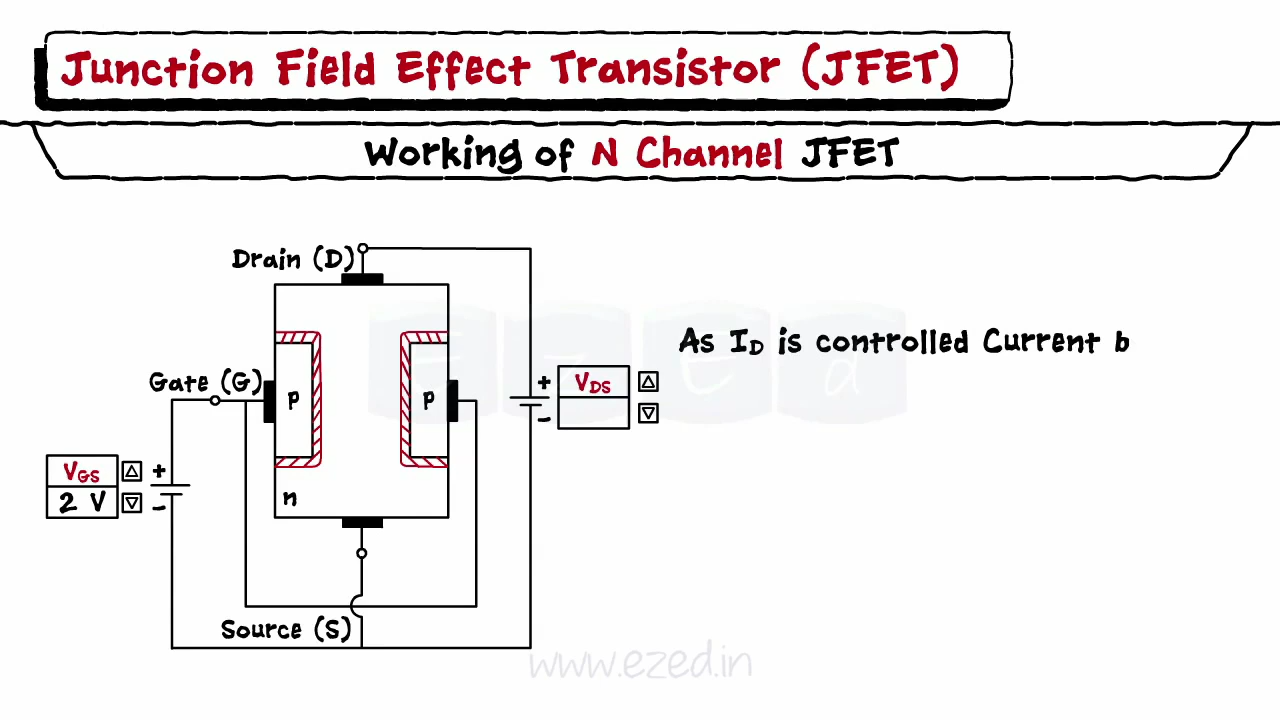 Junction Field Effect Transistor (JFET)
Working of N Channel JFET
Drain (D)
As ID is controlled Current b
Gate (G)
+ VDS
-
p
p
VGS +
2 V -
n
Source (S)
www.ezed.in
EZEd